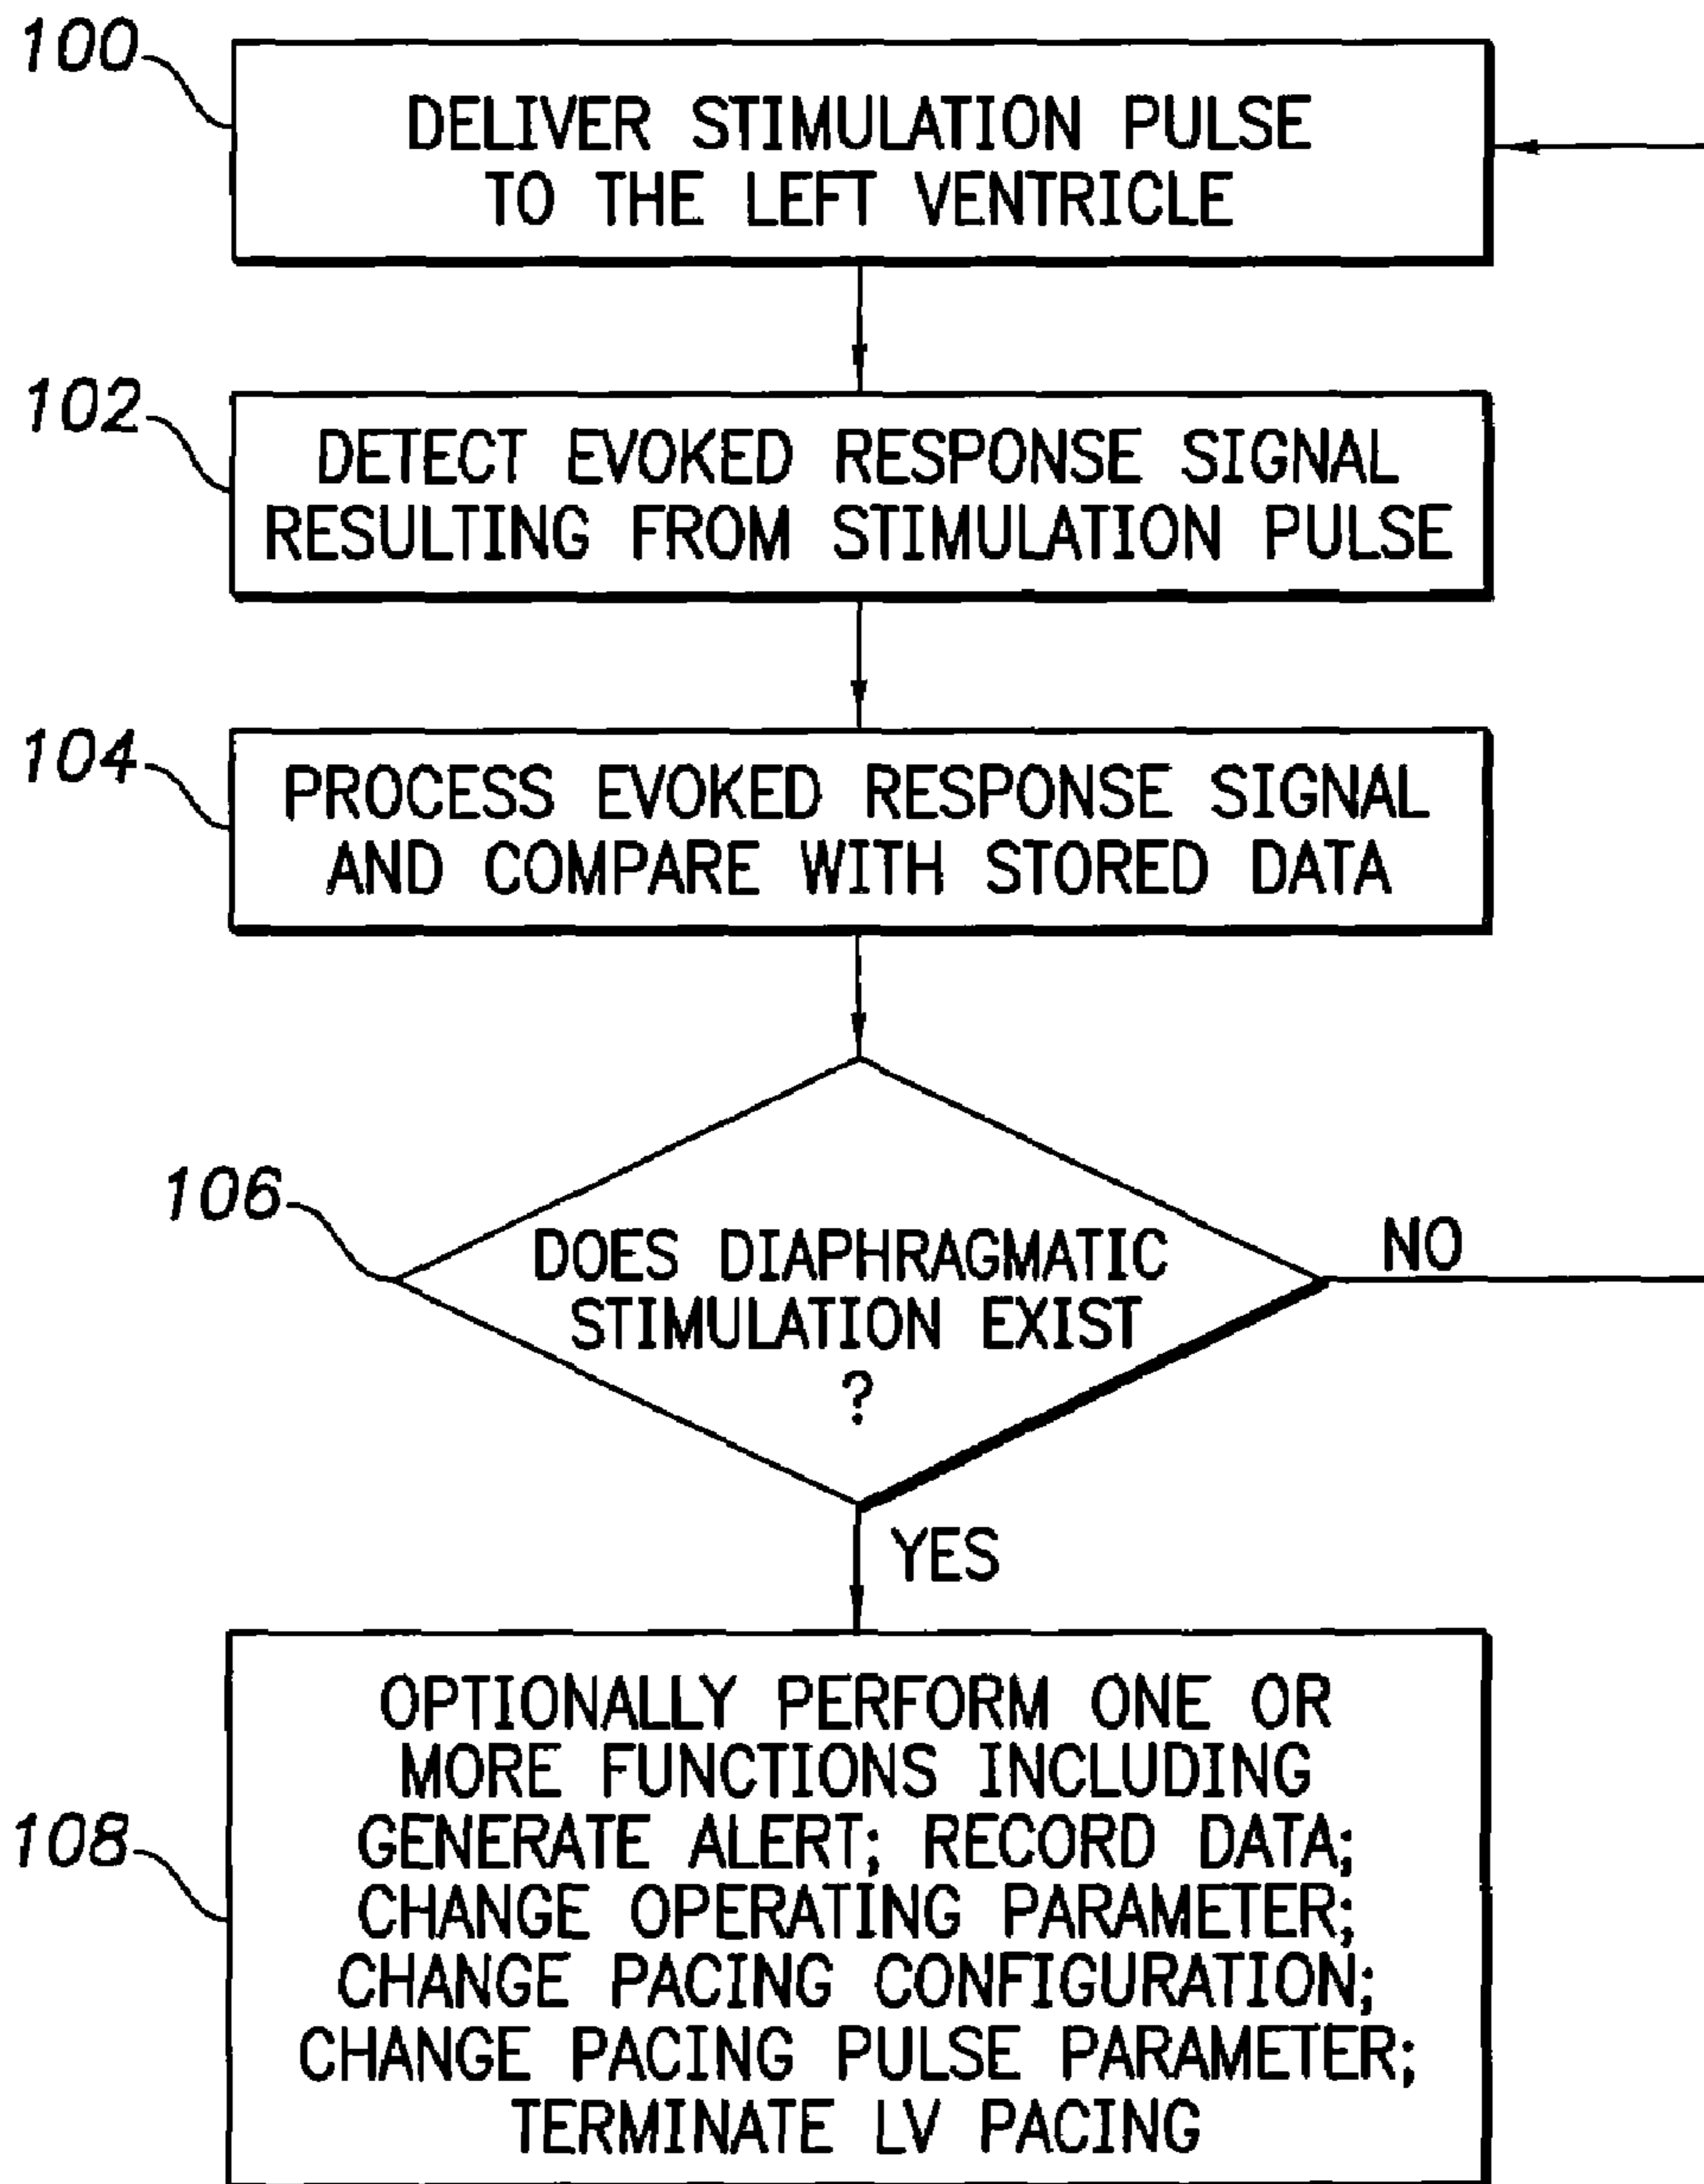 100
DELIVER STIMULATION PULSE
TO THE LEFT VENTRICLE
102
DETECT EVOKED RESPONSE SIGNAL
RESULTING FROM STIMULATION PULSE
104
PROCESS EVOKED RESPONSE SIGNAL
AND COMPARE WITH STORED DATA
106
DOES DIAPHRAGMATIC
STIMULATION EXIST
?
NO
YES
108
OPTIONALLY PERFORM ONE OR
MORE FUNCTIONS INCLUDING
GENERATE ALERT; RECORD DATA;
CHANGE OPERATING PARAMETER;
CHANGE PACING CONFIGURATION;
CHANGE PACING PULSE PARAMETER;
TERMINATE LV PACING